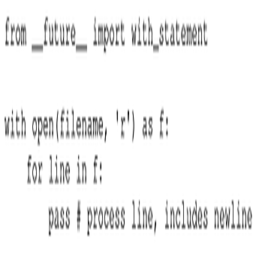 from __future__ import with_statement

with open(filename, 'r') as f:
    for line in f:
        pass # process line, includes newline